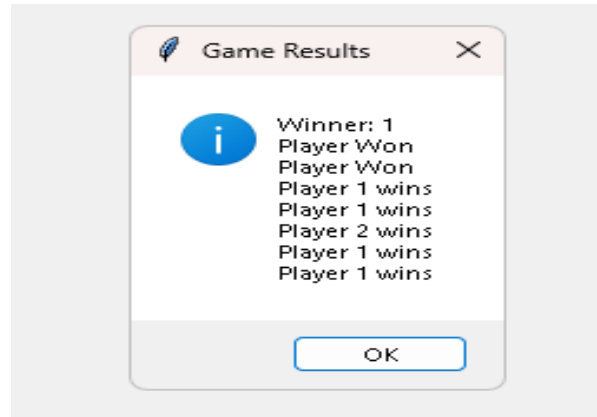 Game Results
Winner: 1
Player Won
Player Won
Player 1 wins
Player 1 wins
Player 2 wins
Player 1 wins
Player 1 wins
OK